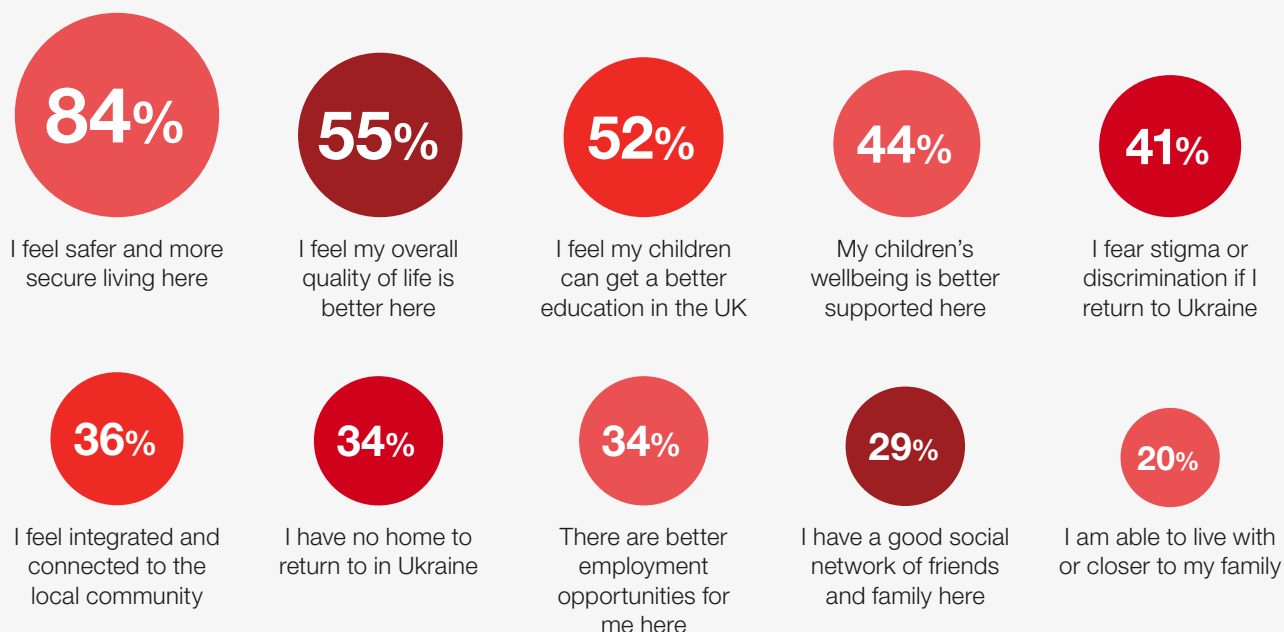 84%
55%
52%
44%
41%
I feel safer and more
secure living here
I feel my overall
quality of life is
better here
I feel my children
can get a better
education in the UK
My children’s
wellbeing is better
supported here
I fear stigma or
discrimination if I
return to Ukraine
36%
34%
34%
29%
20%
I feel integrated and
connected to the
local community
I have no home to
return to in Ukraine
There are better
employment
opportunities for
me here
I have a good social
network of friends
and family here
I am able to live with
or closer to my family